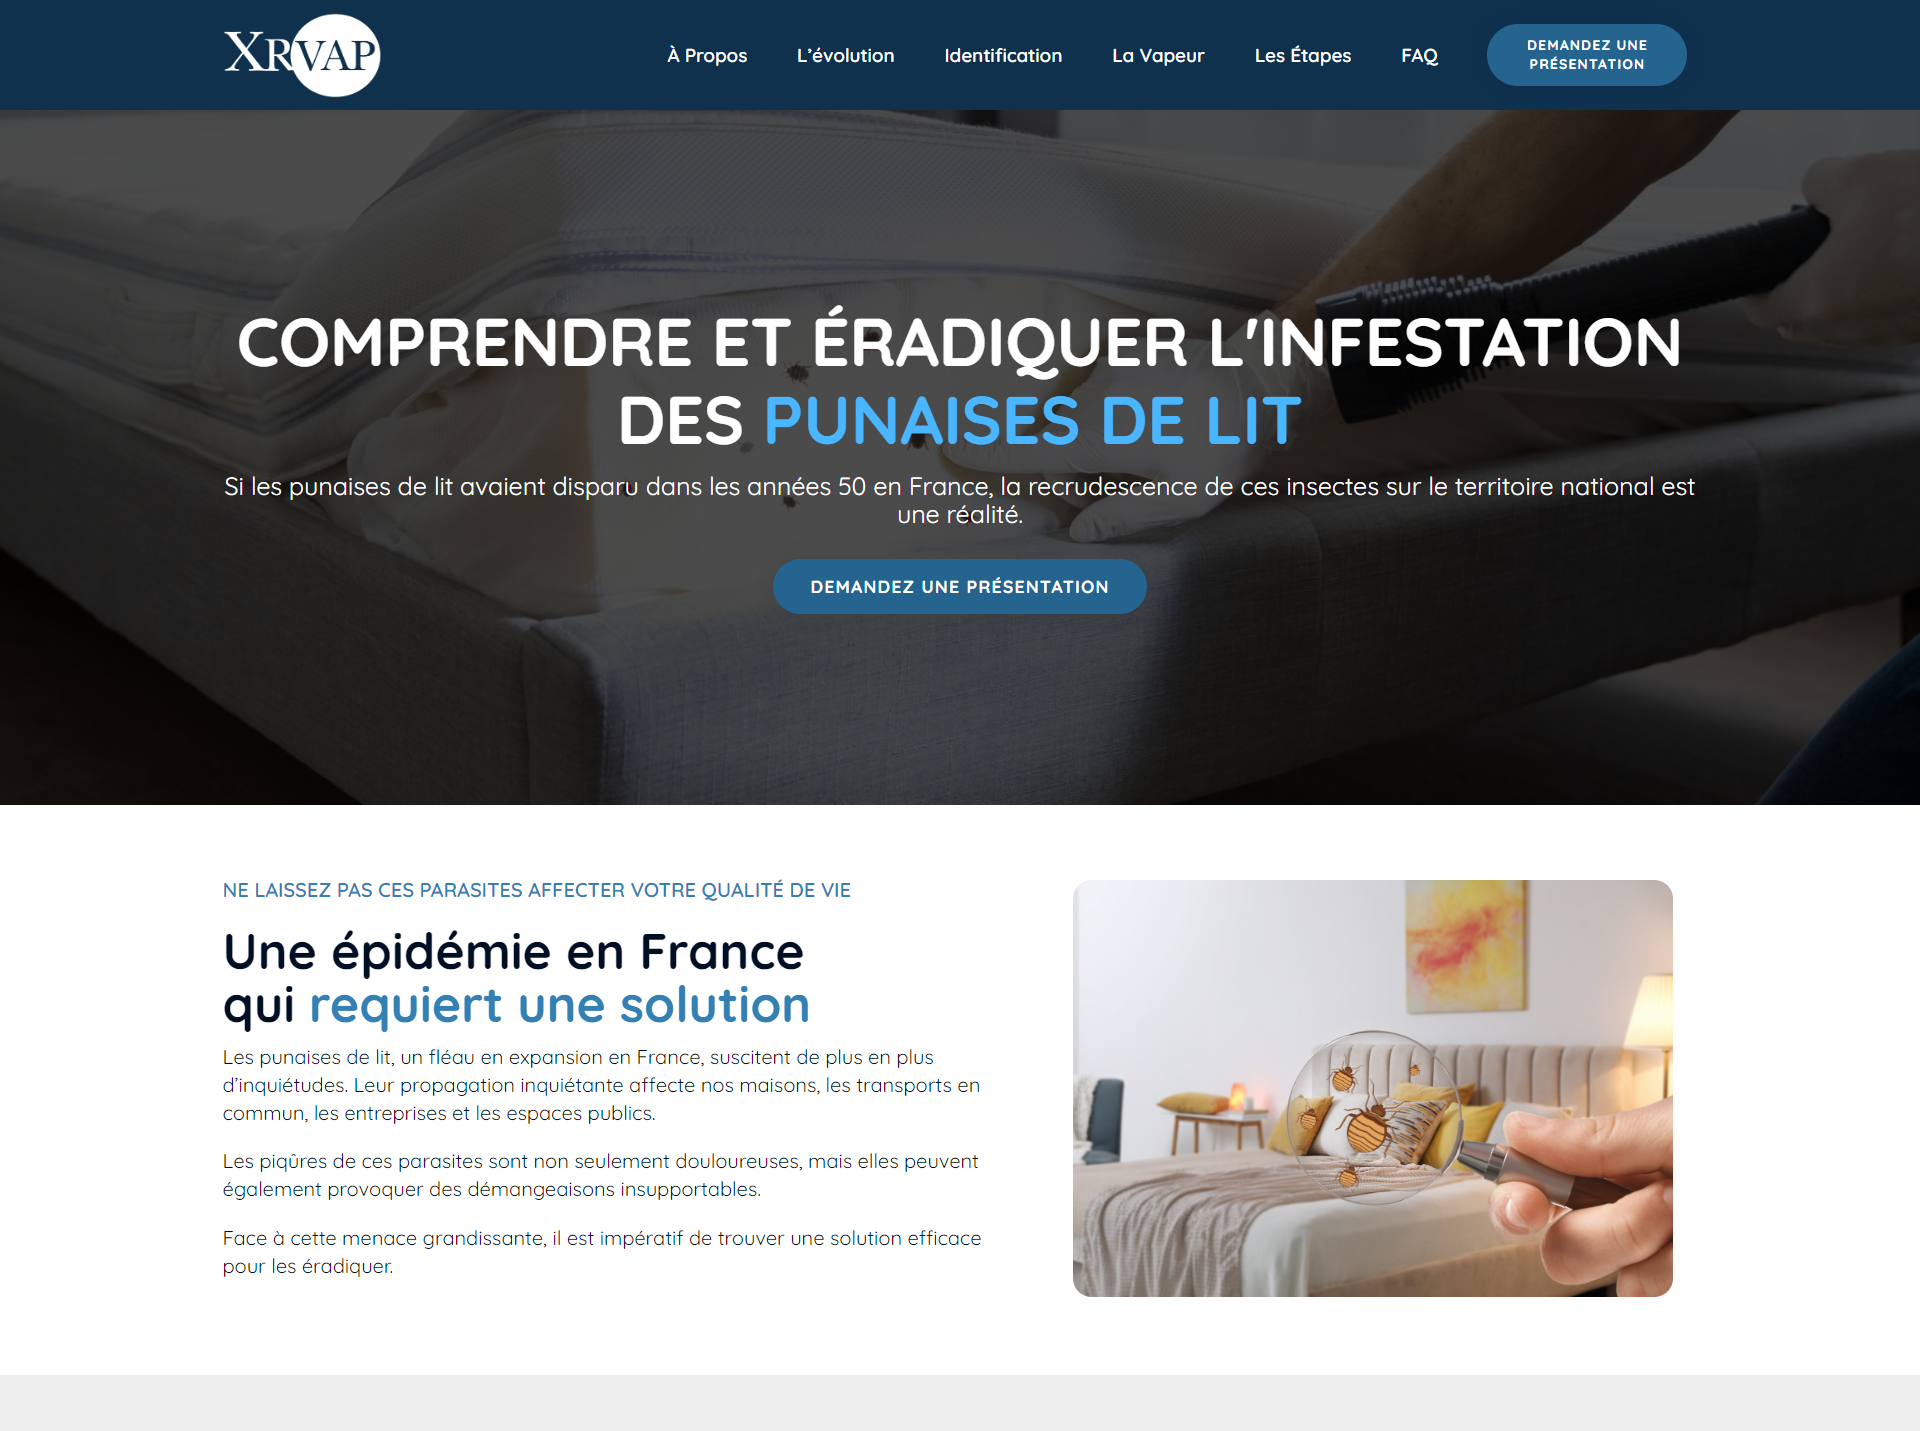 XRVAP
À Propos
L’évolution
Identification
La Vapeur
Les Étapes
FAQ
DEMANDEZ UNE
PRÉSENTATION
COMPRENDRE ET ÉRADIQUER L'INFESTATION
DES PUNAISES DE LIT
Si les punaises de lit avaient disparu dans les années 50 en France, la recrudescence de ces insectes sur le territoire national est
une réalité.
DEMANDEZ UNE PRÉSENTATION
NE LAISSEZ PAS CES PARASITES AFFECTER VOTRE QUALITÉ DE VIE
Une épidémie en France
qui requiert une solution
Les punaises de lit, un fléau en expansion en France, suscitent de plus en plus
d’inquiétudes. Leur propagation inquiétante affecte nos maisons, les transports en
commun, les entreprises et les espaces publics.
Les piqûres de ces parasites sont non seulement douloureuses, mais elles peuvent
également provoquer des démangeaisons insupportables.
Face à cette menace grandissante, il est impératif de trouver une solution efficace
pour les éradiquer.